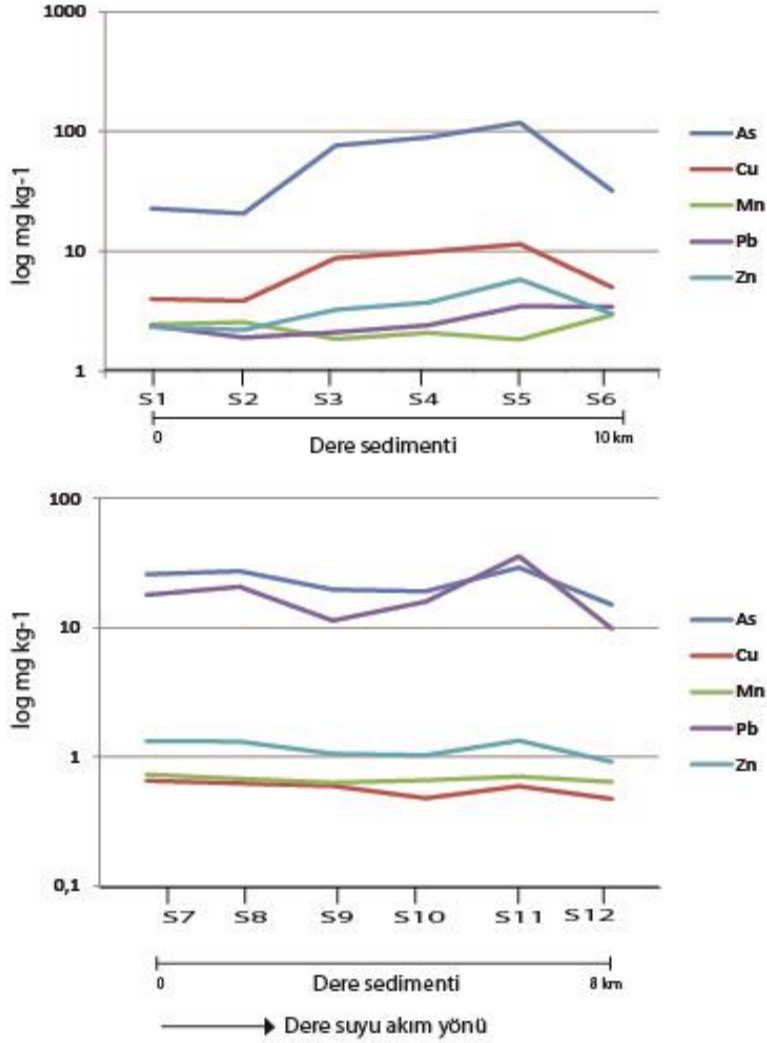 1000
100
10
1
log mg kg-1
As
Cu
Mn
Pb
Zn
S1 S2 S3 S4 S5 S6
0 10 km
Dere sedimenti
100
10
1
0,1
log mg kg-1
As
Cu
Mn
Pb
Zn
S7 S8 S9 S10 S11 S12
0 8 km
Dere sedimenti
Dere suyu akım yönü